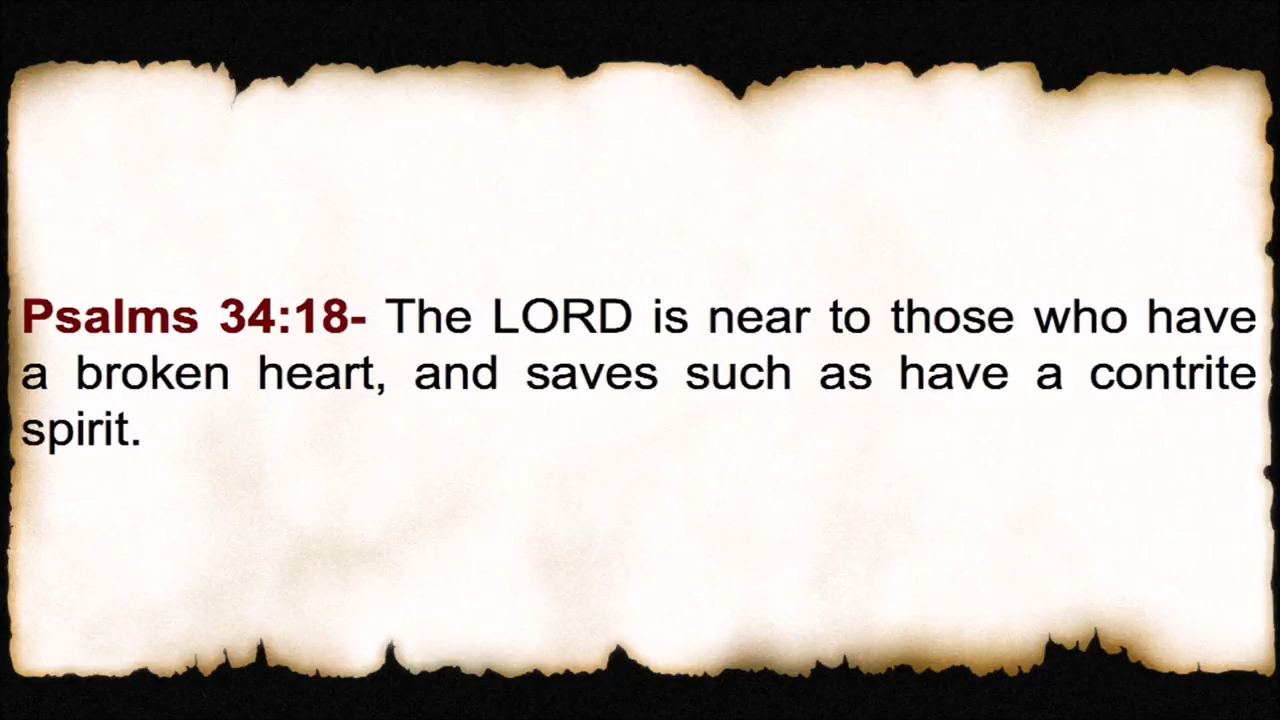 Psalms 34:18- The LORD is near to those who have
a broken heart, and saves such as have a contrite
spirit.